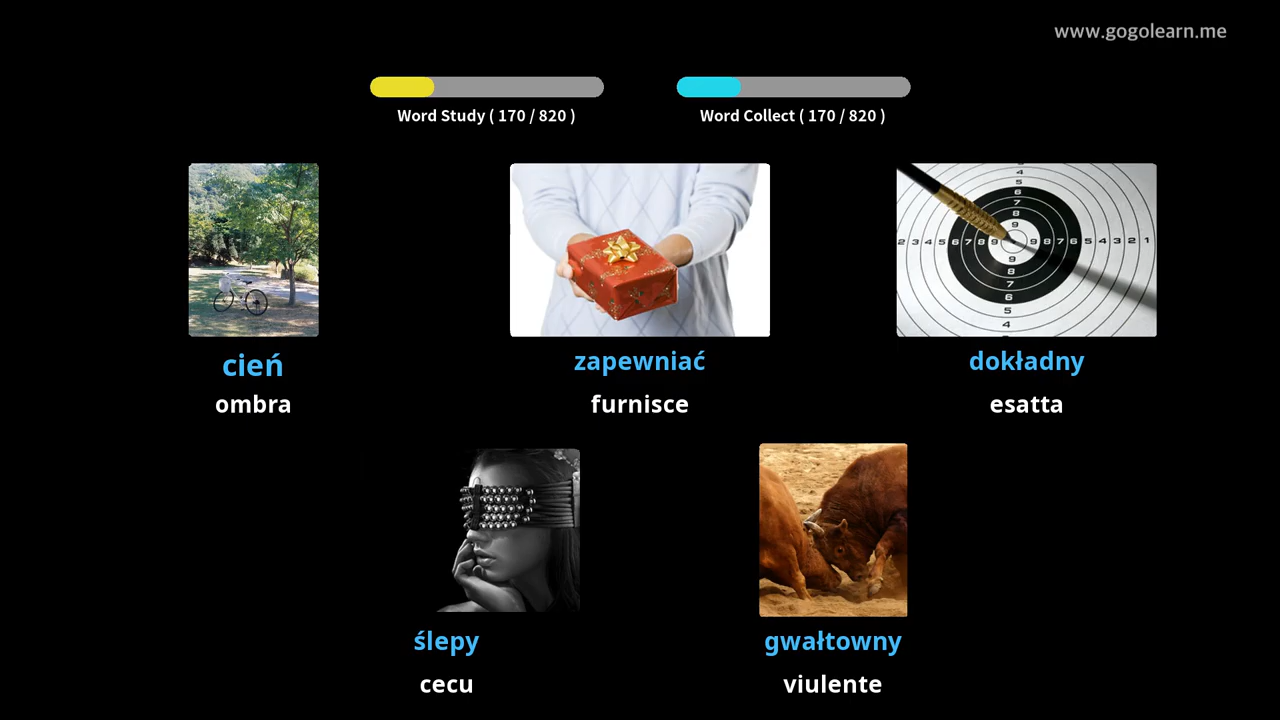 www.gogolearn.me
Word Study ( 170 / 820 )
Word Collect ( 170 / 820 )
cień
zapewniać
dokładny
ombra
furnisce
esatta
ślepy
gwałtowny
cecu
viulente